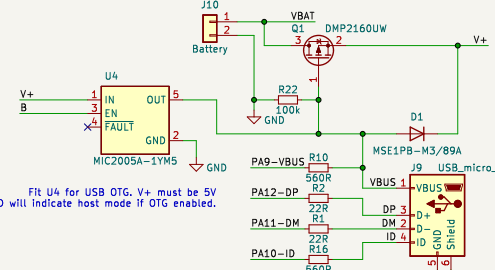 J10
1
2
Battery
VBAT
Q1
DMP2160UW
3
2
1
V+
R22
100k
GND
U4
V+
B
1
3
4
IN
EN
FAULT
OUT
GND
5
2
MIC2005A-1YM5
GND
D1
MSE1PB-M3/89A
Fit U4 for USB OTG. V+ must be 5V
will indicate host mode if OTG enabled.
PA9-VBUS
R10
560R
PA12-DP
R2
22R
PA11-DM
R1
22R
PA10-ID
R16
560R
J9
USB_micro_
VBUS
1
VBUS
DP
3
D+
DM
2
D-
ID
4
ID
GND
Shield
5
6